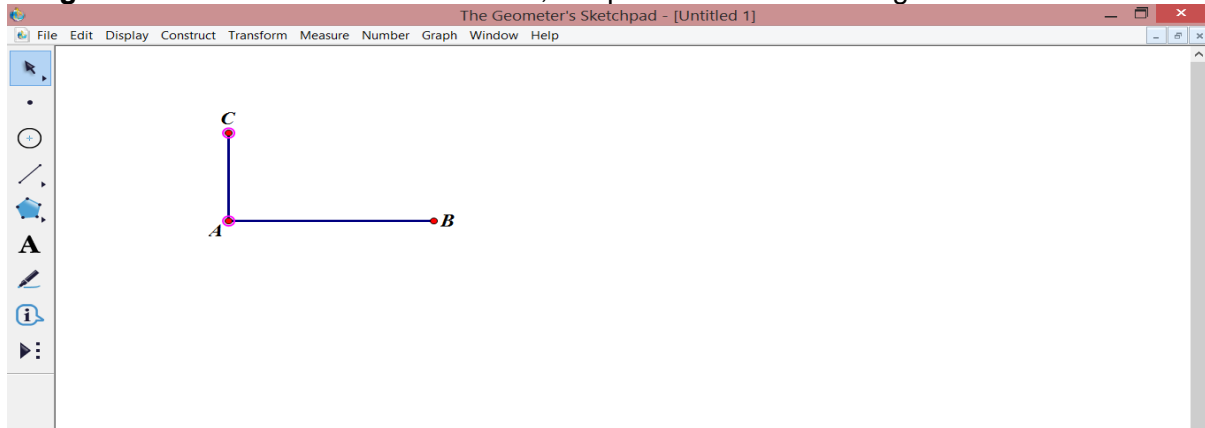 The Geometer's Sketchpad - [Untitled 1]
File Edit Display Construct Transform Measure Number Graph Window Help
C
A
B
A